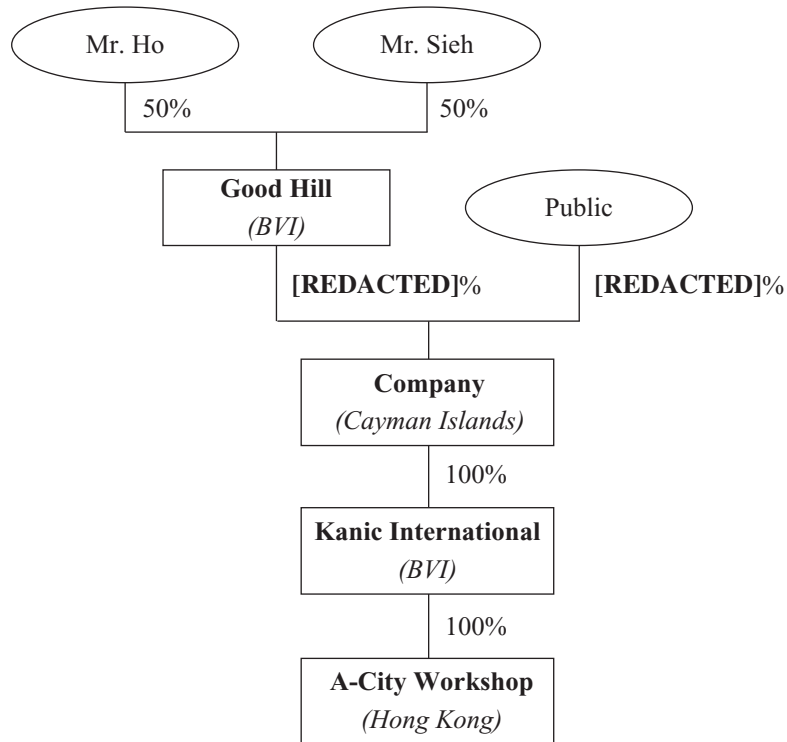 Mr. Ho
Mr. Sieh
50%
50%
Good Hill
(BVI)
Public
[REDACTED]%
[REDACTED]%
Company
(Cayman Islands)
100%
Kanic International
(BVI)
100%
A-City Workshop
(Hong Kong)